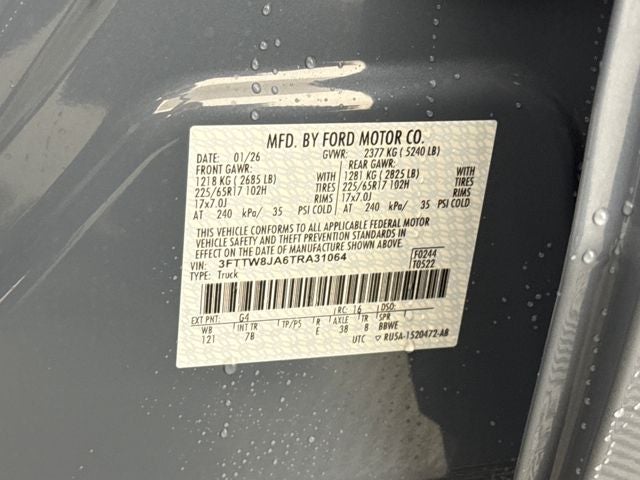 MFD. BY FORD MOTOR CO.
DATE: 01/26 GVWR: 2377 KG ( 5240 LB)
FRONT GAWR: REAR GAWR:
1218 KG ( 2685 LB) WITH 1281 KG ( 2825 LB) WITH
225/65R17 102H TIRES 225/65R17 102H TIRES
17x7.0J RIMS 17x7.0J RIMS
AT 240 kPa/ 35 PSI COLD AT 240 kPa/ 35 PSI COLD
THIS VEHICLE CONFORMS TO ALL APPLICABLE FEDERAL MOTOR
VEHICLE SAFETY AND BUMPER STANDARDS IN
EFFECT ON THE DATE OF MANUFACTURE SHOWN ABOVE.
VIN: 3FTTW8JA6TRA31064 F0244
TYPE: Truck T0522
EXT PNT: G4 RC: 16 DSO:
WB INT TR TP/PS R AXLE TR SPR
121 7B E 38 8 BBWE
UTC ▽ RU5A-1520472-AB